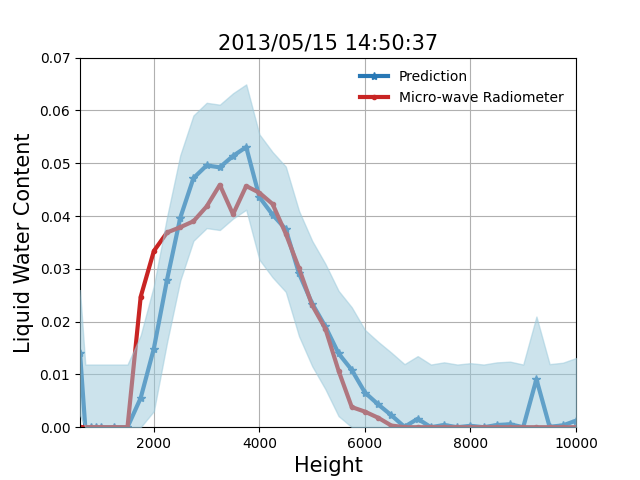 2013/05/15 14:50:37
Prediction
Micro-wave Radiometer
Liquid Water Content
0.07
0.06
0.05
0.04
0.03
0.02
0.01
0.00
2000 4000 6000 8000 10000
Height